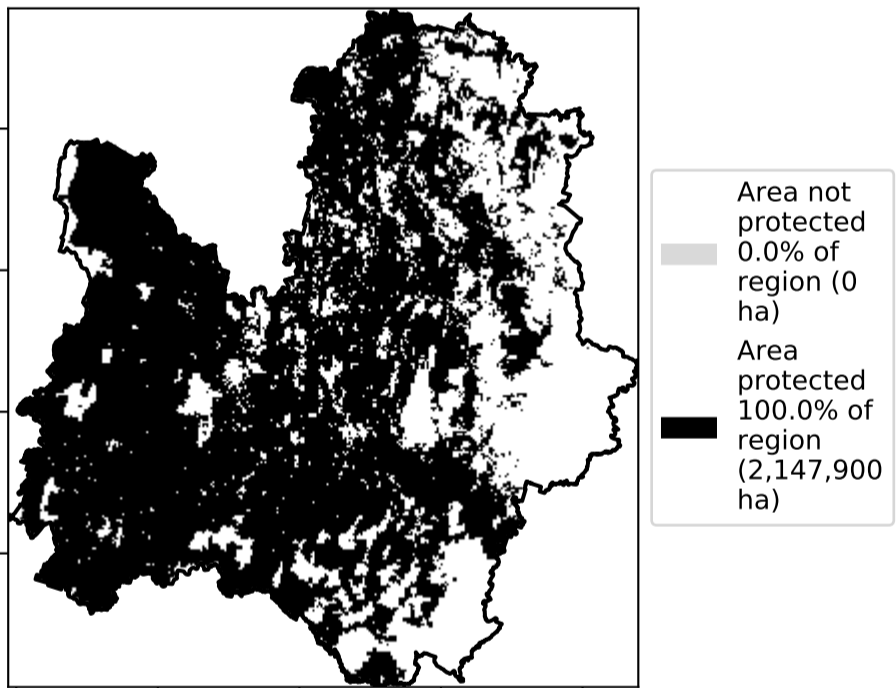 Area not
protected
0.0% of
region (0
ha)
Area
protected
100.0% of
region
(2,147,900
ha)